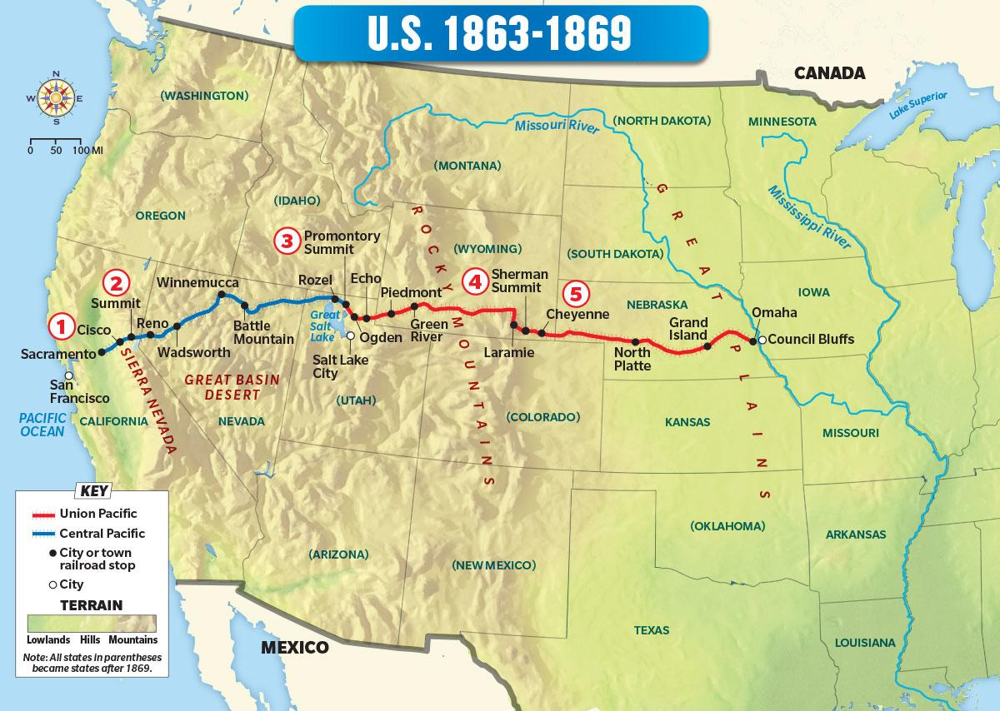 U.S. 1863-1869
CANADA
N
W
E
S
0 50 100 MI
(WASHINGTON)
Lake Superior
Missouri River
(NORTH DAKOTA)
MINNESOTA
(MONTANA)
(IDAHO)
OREGON
Mississippi River
GREAT PLAINS
ROCKY MOUNTAINS
3
Promontory
Summit
(WYOMING)
(SOUTH DAKOTA)
2
Summit
Winnemucca
Rozel
Echo
4
Sherman
Summit
5
IOWA
Piedmont
NEBRASKA
Cheyenne
Omaha
1
Cisco
Reno
Battle
Mountain
Great
Salt
Lake
Ogden
Green
River
Grand
Island
Council Bluffs
Sacramento
Wadsworth
Laramie
North
Platte
Salt Lake
City
SIERRA NEVADA
GREAT BASIN
DESERT
San
Francisco
(UTAH)
(COLORADO)
PACIFIC
OCEAN
CALIFORNIA
NEVADA
KANSAS
MISSOURI
KEY
Union Pacific
Central Pacific
City or town
railroad stop
City
TERRAIN
Lowlands Hills Mountains
Note: All states in parentheses
became states after 1869.
(ARIZONA)
(NEW MEXICO)
(OKLAHOMA)
ARKANSAS
TEXAS
LOUISIANA
MEXICO